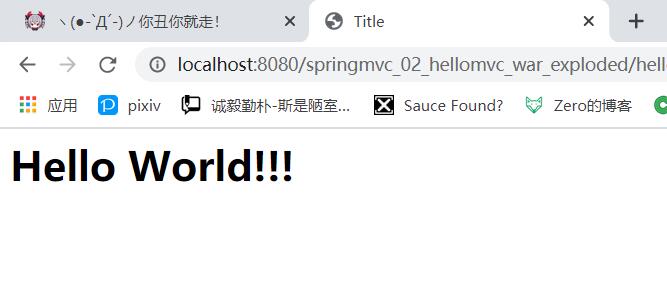 ヽ(●-`Д´-)ノ你丑你就走！
Title
localhost:8080/springmvc_02_hellomvc_war_exploded/hell
应用
pixiv
诚毅勤朴-斯是陋室...
Sauce Found?
Zero的博客
Hello World!!!